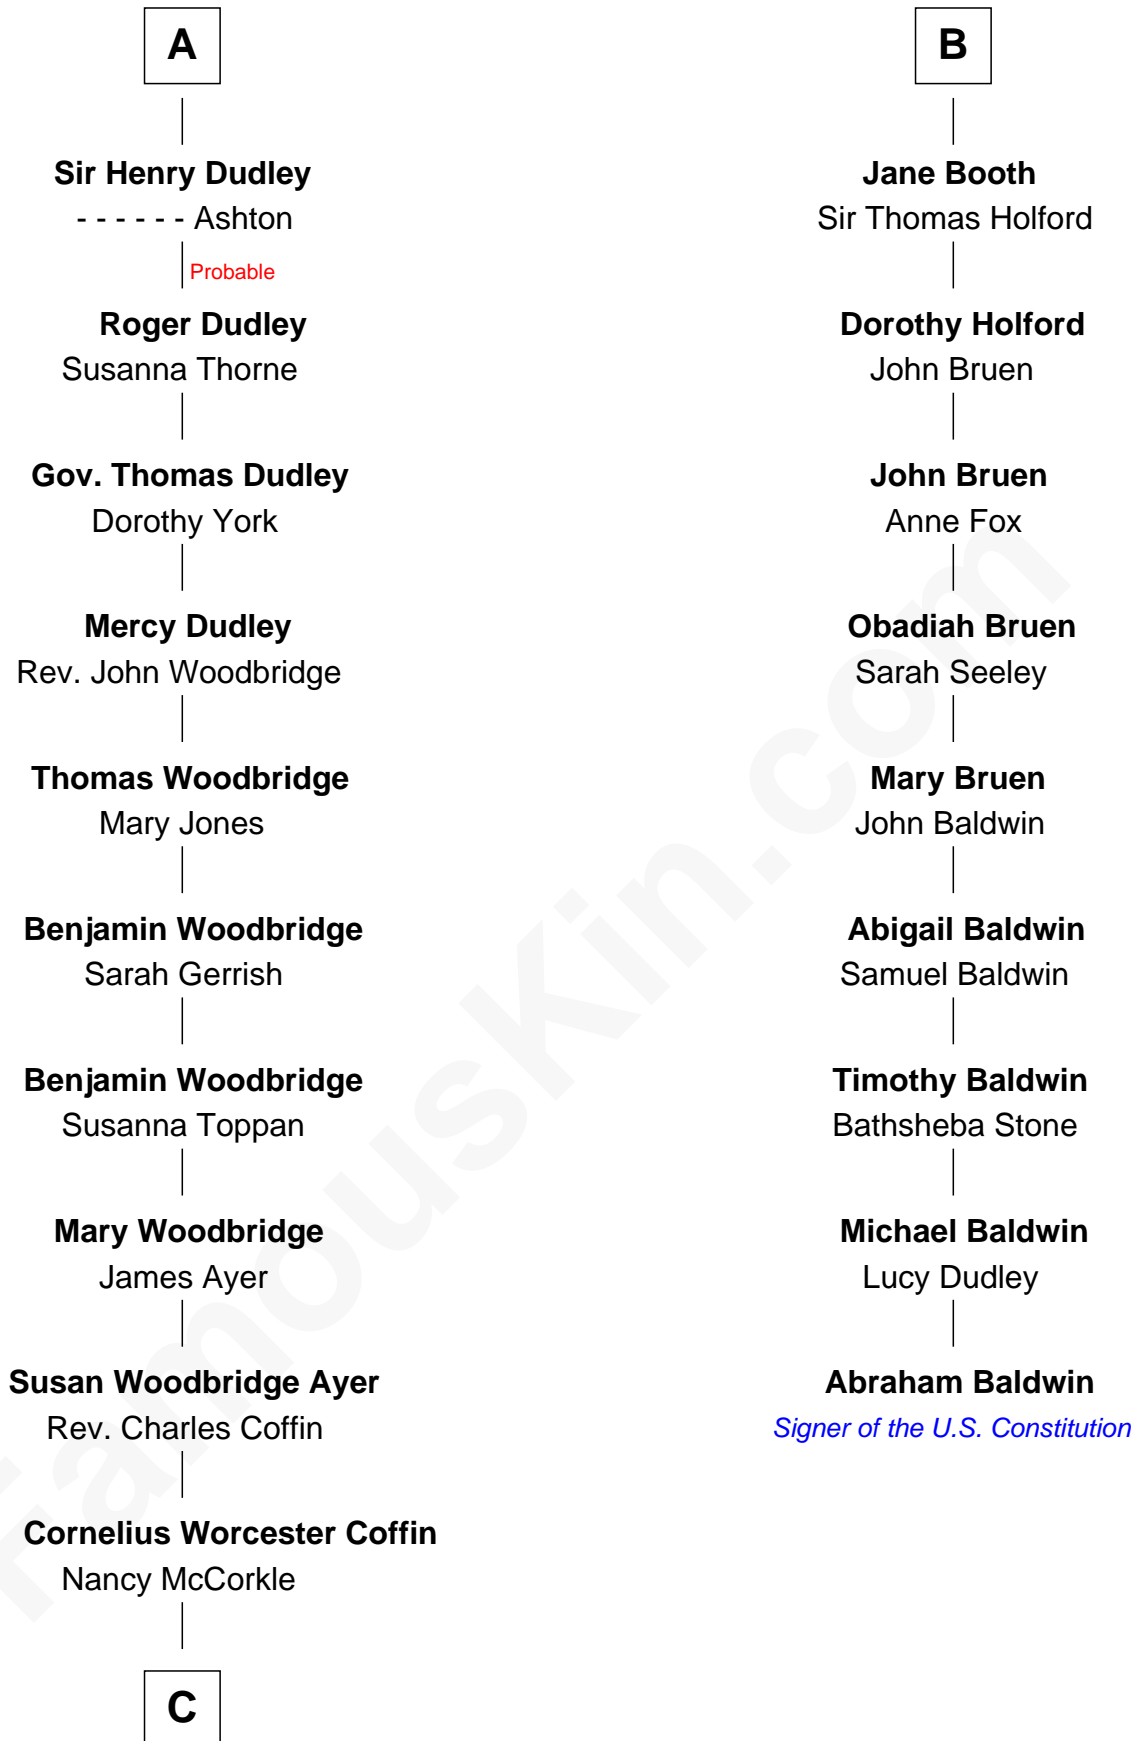 A
Sir Henry Dudley
- - - - - - Ashton
Probable
Roger Dudley
Susanna Thorne
Gov. Thomas Dudley
Dorothy York
Mercy Dudley
Rev. John Woodbridge
Thomas Woodbridge
Mary Jones
Benjamin Woodbridge
Sarah Gerrish
Benjamin Woodbridge
Susanna Toppan
Mary Woodbridge
James Ayer
Susan Woodbridge Ayer
Rev. Charles Coffin
Cornelius Worcester Coffin
Nancy McCorkle
C
B
Jane Booth
Sir Thomas Holford
Dorothy Holford
John Bruen
John Bruen
Anne Fox
Obadiah Bruen
Sarah Seeley
Mary Bruen
John Baldwin
Abigail Baldwin
Samuel Baldwin
Timothy Baldwin
Bathsheba Stone
Michael Baldwin
Lucy Dudley
Abraham Baldwin
Signer of the U.S. Constitution
FamousKin.com